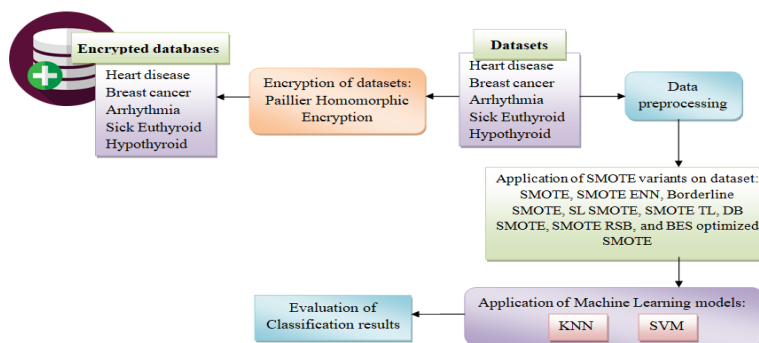 Encrypted databases
Heart disease
Breast cancer
Arrhythmia
Sick Euthyroid
Hypothyroid
Encryption of datasets:
Paillier Homomorphic
Encryption
Datasets
Heart disease
Breast cancer
Arrhythmia
Sick Euthyroid
Hypothyroid
Data
preprocessing
Application of SMOTE variants on dataset:
SMOTE, SMOTE ENN, Borderline
SMOTE, SL SMOTE, SMOTE TL, DB
SMOTE, SMOTE RSB, and BES optimized
SMOTE
Application of Machine Learning models:
KNN
SVM
Evaluation of
Classification results